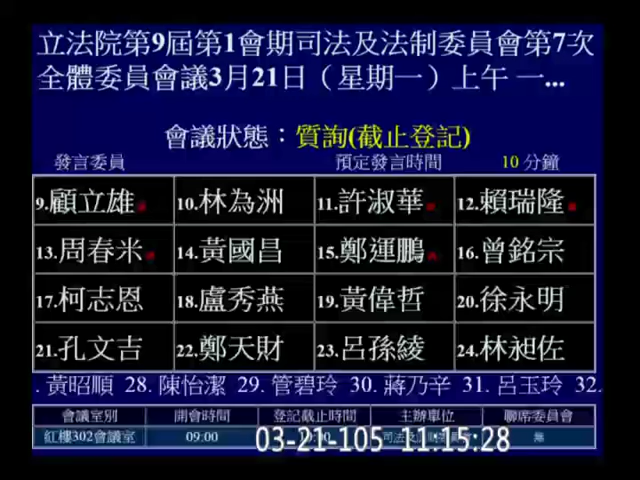 立法院第9屆第1會期司法及法制委員會第7次
全體委員會議3月21日（星期一）上午 一...
會議狀態：質詢(截止登記)
發言委員 預定發言時間 10 分鐘
9.顧立雄 10.林為洲 11.許淑華 12.賴瑞隆
13.周春米 14.黃國昌 15.鄭運鵬 16.曾銘宗
17.柯志恩 18.盧秀燕 19.黃偉哲 20.徐永明
21.孔文吉 22.鄭天財 23.呂孫綾 24.林昶佐
. 黃昭順 28. 陳怡潔 29. 管碧玲 30. 蔣乃辛 31. 呂玉玲 32.
會議室別 開會時間 登記截止時間 主辦單位 聯席委員會
紅樓302會議室 09:00 無
03-21-105 11:15:28